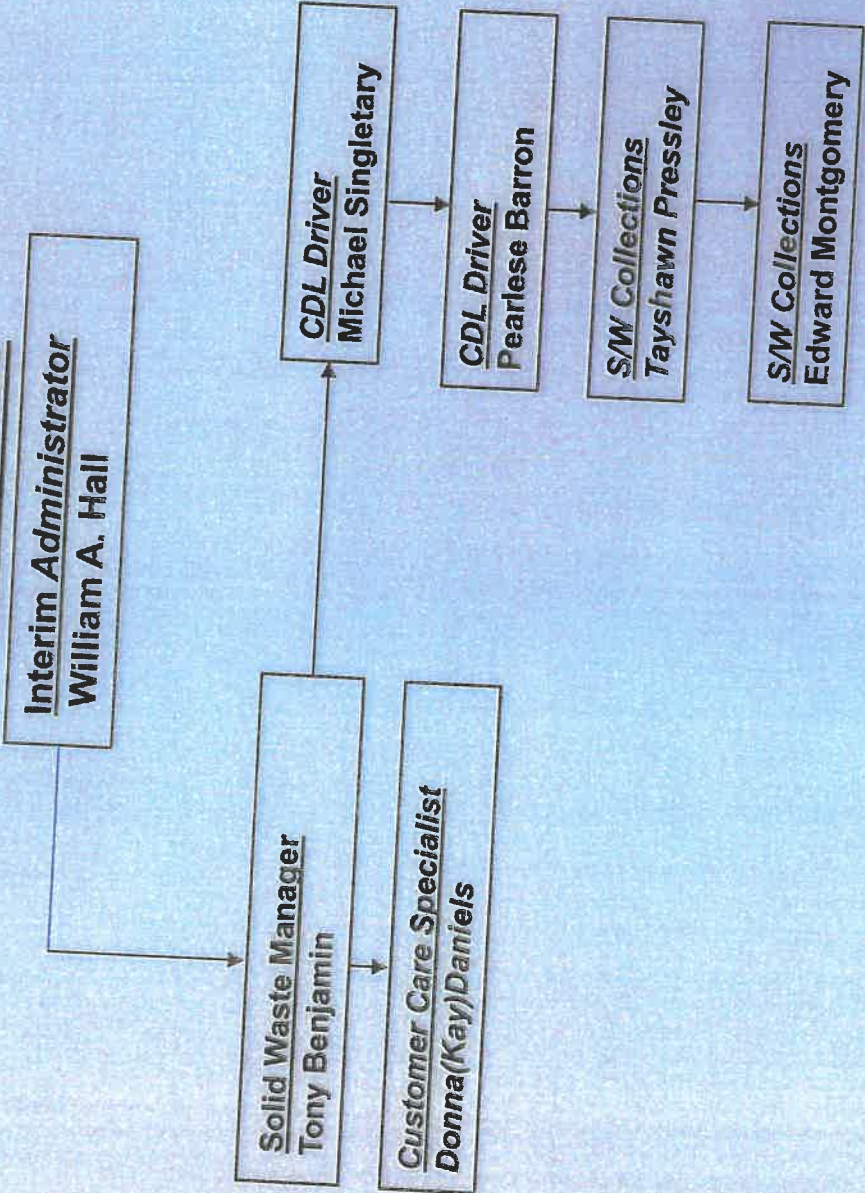 Interim Administrator
William A. Hall
Solid Waste Manager
Tony Benjamin
Customer Care Specialist
Donna(Kay)Daniels
CDL Driver
Michael Singletary
CDL Driver
Pearlese Barron
S/W Collections
Tayshawn Pressley
S/W Collections
Edward Montgomery